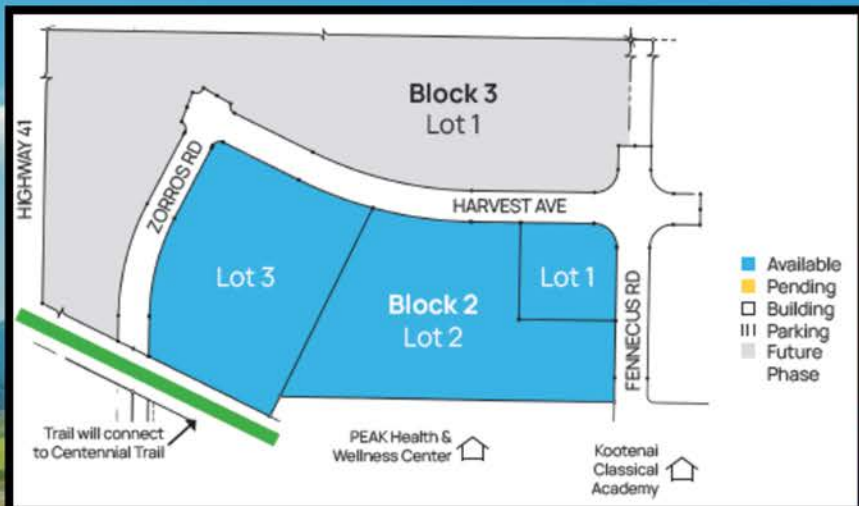 Block 3
Lot 1
HIGHWAY 41
ZORROS RD
HARVEST AVE
Lot 3
Lot 1
Block 2
Lot 2
FENNECUS RD
Available
Pending
Building
Parking
Future
Phase
Trail will connect
to Centennial Trail
PEAK Health &
Wellness Center
Kootenai
Classical
Academy